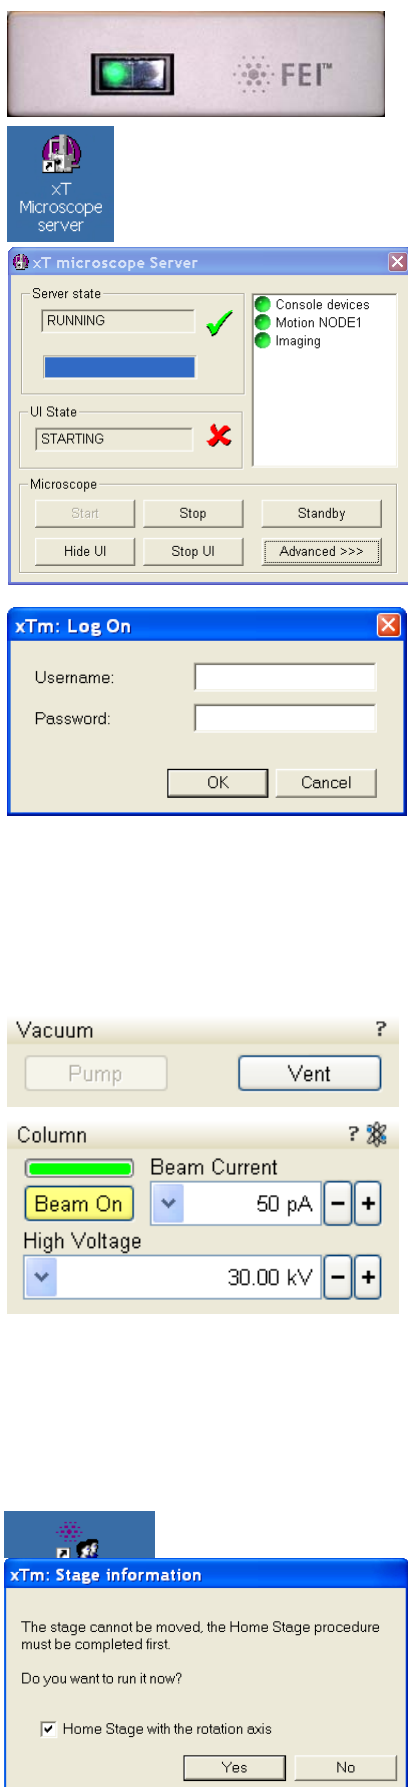 FEI™
xT
Microscope
server
xT microscope Server
Server state
RUNNING
Console devices
Motion NODE1
Imaging
UI State
STARTING
Microscope
Start Stop Standby
Hide UI Stop UI Advanced >>>
xTm: Log On
Username:
Password:
OK Cancel
Vacuum ?
Pump Vent
Column ?
Beam Current
Beam On 50 pA - +
High Voltage
30.00 kV - +
xTm: Stage information
The stage cannot be moved, the Home Stage procedure
must be completed first.
Do you want to run it now?
Home Stage with the rotation axis
Yes No